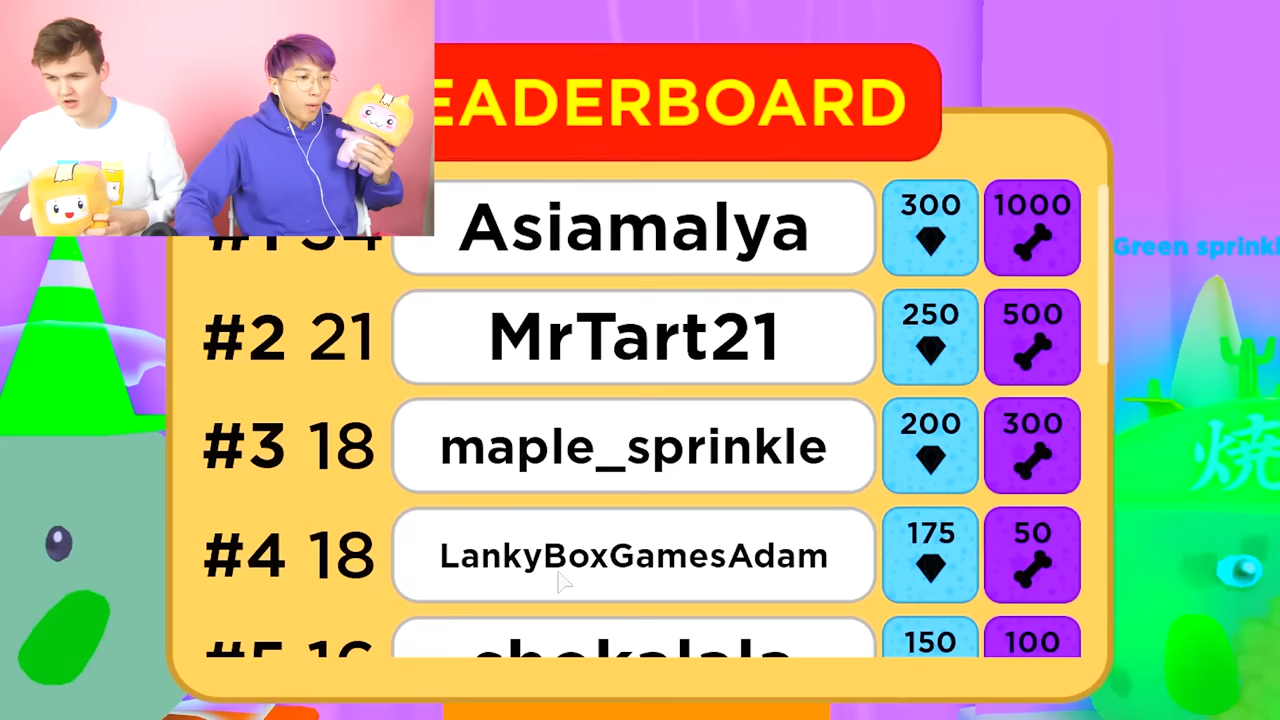 EADERBOARD
Asiamalya 300 1000
Green sprinkl
#2 21 MrTart21 250 500
#3 18 maple_sprinkle 200 300
焼
#4 18 LankyBoxGamesAdam 175 50
150 100